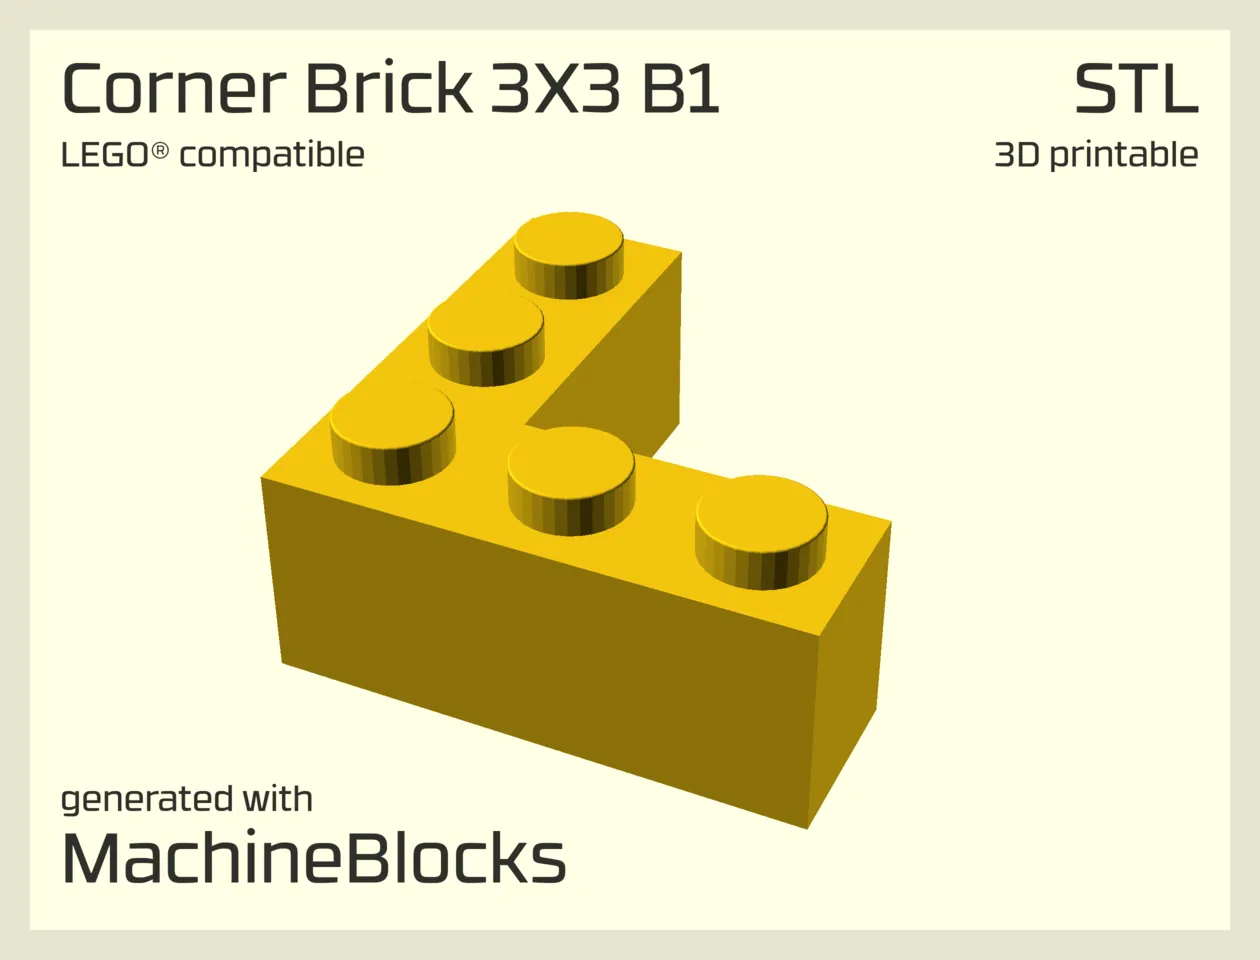 Corner Brick 3X3 B1
LEGO® compatible
STL
3D printable
generated with
MachineBlocks